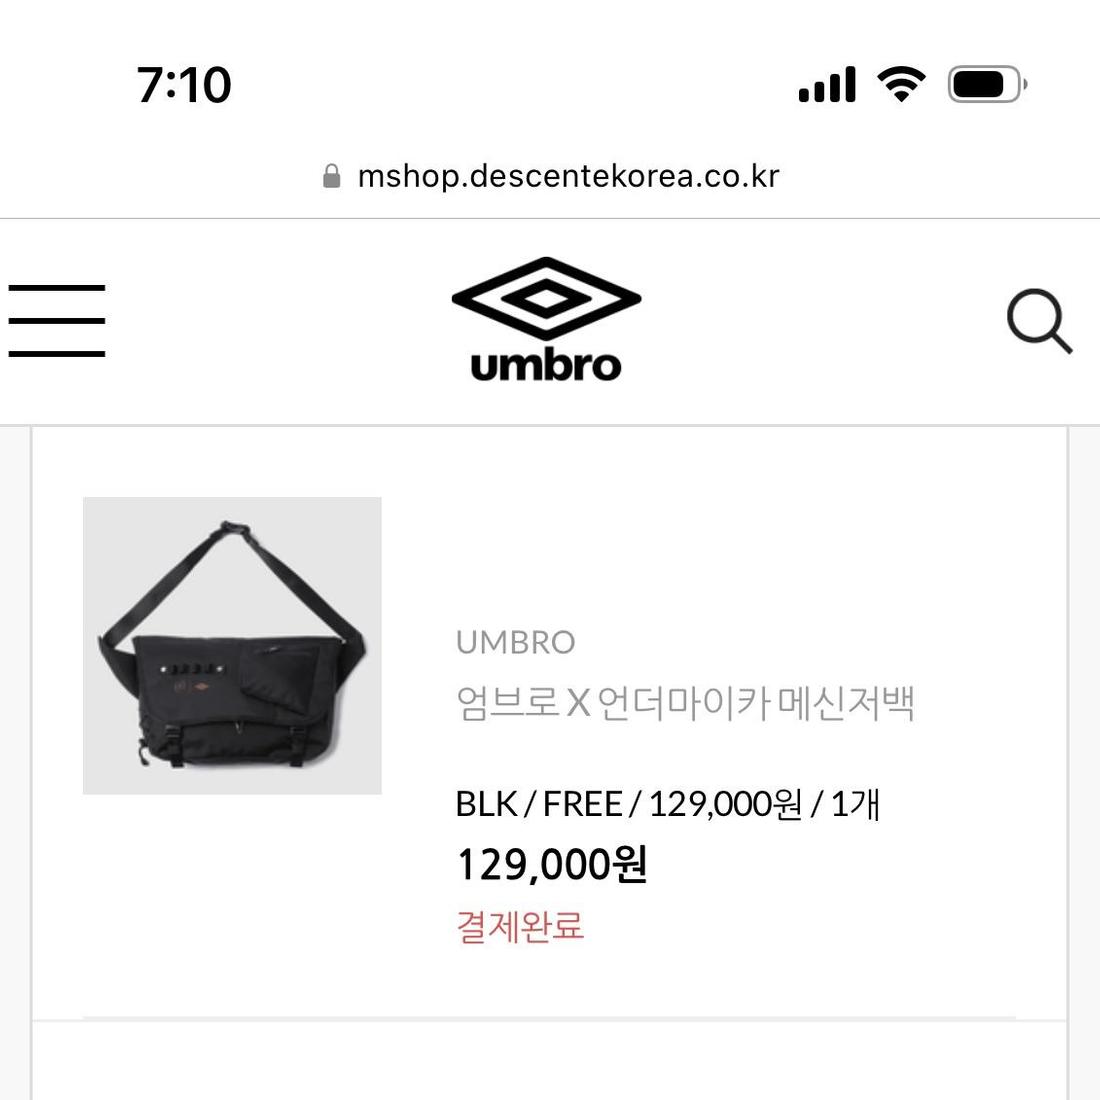 7:10
mshop.descentekorea.co.kr
umbro
UMBRO
엄브로 X 언더마이카 메신저백
BLK / FREE / 129,000원 / 1개
129,000원
결제완료